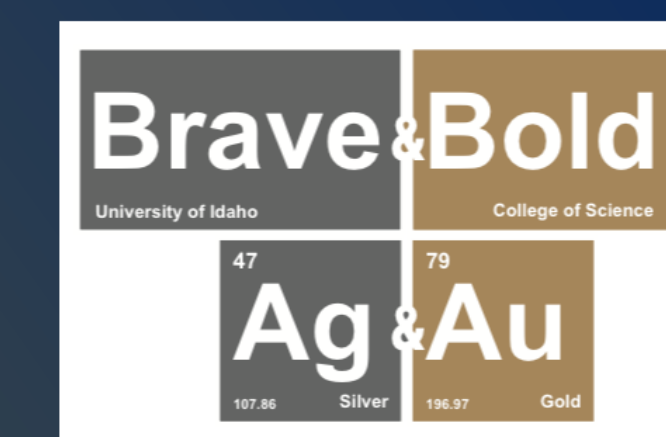 Brave & Bold
University of Idaho College of Science
47 79
Ag & Au
107.86 Silver 196.97 Gold